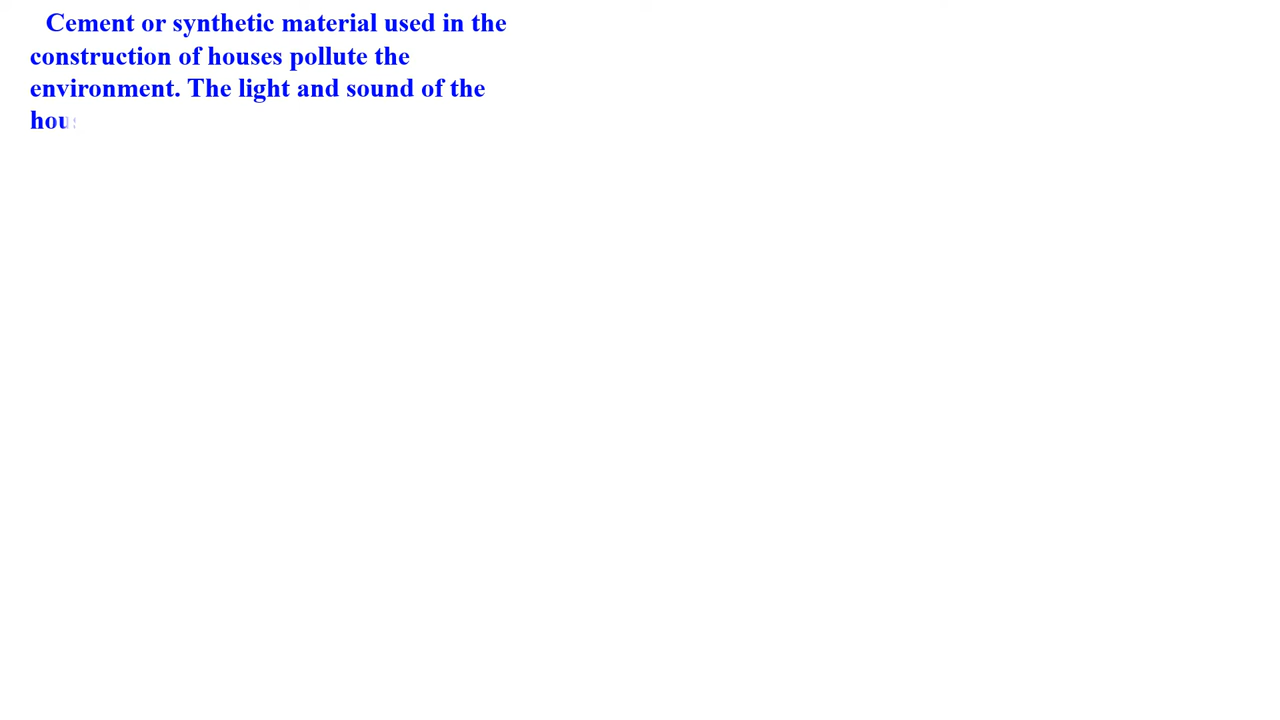 Cement or synthetic material used in the
construction of houses pollute the
environment. The light and sound of the
hous